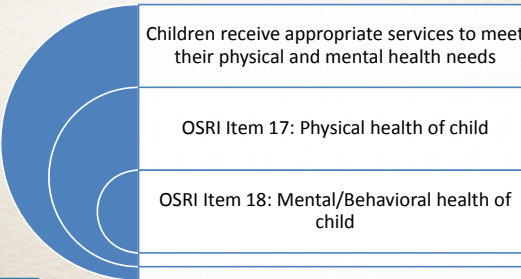 Children receive appropriate services to meet
their physical and mental health needs
OSRI Item 17: Physical health of child
OSRI Item 18: Mental/Behavioral health of
child